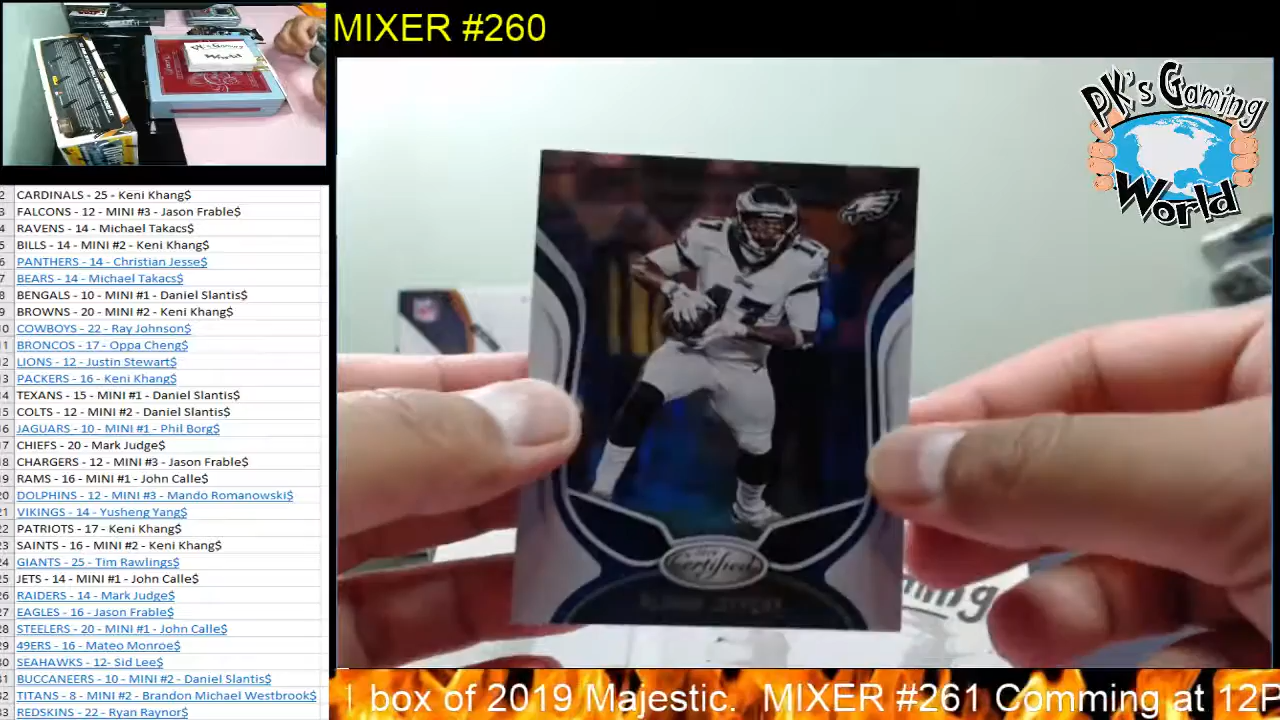 MIXER #260
PK's Gaming
World
PK's Gaming
World
2 CARDINALS - 25 - Keni Khang$
3 FALCONS - 12 - MINI #3 - Jason Frable$
4 RAVENS - 14 - Michael Takacs$
5 BILLS - 14 - MINI #2 - Keni Khang$
6 PANTHERS - 14 - Christian Jesse$
7 BEARS - 14 - Michael Takacs$
8 BENGALS - 10 - MINI #1 - Daniel Slantis$
9 BROWNS - 20 - MINI #2 - Keni Khang$
10 COWBOYS - 22 - Ray Johnson$
11 BRONCOS - 17 - Oppa Cheng$
12 LIONS - 12 - Justin Stewart$
13 PACKERS - 16 - Keni Khang$
14 TEXANS - 15 - MINI #1 - Daniel Slantis$
15 COLTS - 12 - MINI #2 - Daniel Slantis$
16 JAGUARS - 10 - MINI #1 - Phil Borg$
17 CHIEFS - 20 - Mark Judge$
18 CHARGERS - 12 - MINI #3 - Jason Frable$
19 RAMS - 16 - MINI #1 - John Calle$
20 DOLPHINS - 12 - MINI #3 - Mando Romanowski$
21 VIKINGS - 14 - Yusheng Yang$
22 PATRIOTS - 17 - Keni Khang$
23 SAINTS - 16 - MINI #2 - Keni Khang$
24 GIANTS - 25 - Tim Rawlings$
25 JETS - 14 - MINI #1 - John Calle$
26 RAIDERS - 14 - Mark Judge$
27 EAGLES - 16 - Jason Frable$
28 STEELERS - 20 - MINI #1 - John Calle$
29 49ERS - 16 - Mateo Monroe$
30 SEAHAWKS - 12- Sid Lee$
31 BUCCANEERS - 10 - MINI #2 - Daniel Slantis$
32 TITANS - 8 - MINI #2 - Brandon Michael Westbrook$
33 REDSKINS - 22 - Ryan Raynor$
17
Certified
1 box of 2019 Majestic. MIXER #261 Comming at 12P